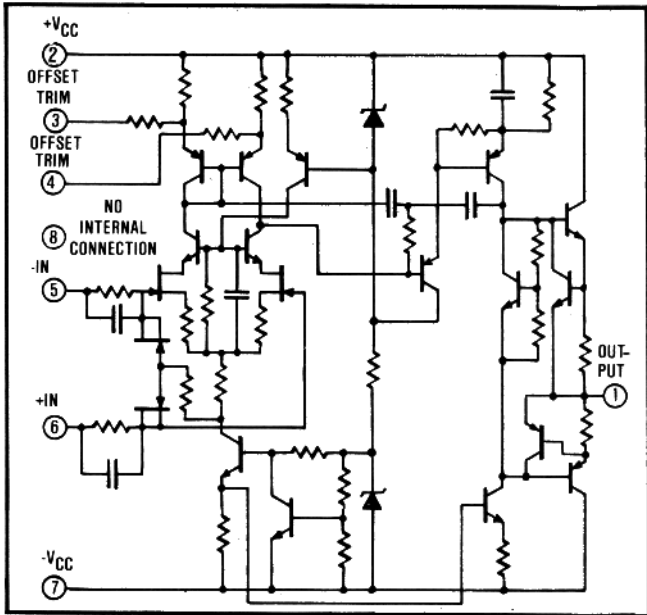 +VCC
2
OFFSET
TRIM
3
OFFSET
TRIM
4
NO
INTERNAL
CONNECTION
8
-IN
5
+IN
6
OUT-
PUT
1
-VCC
7